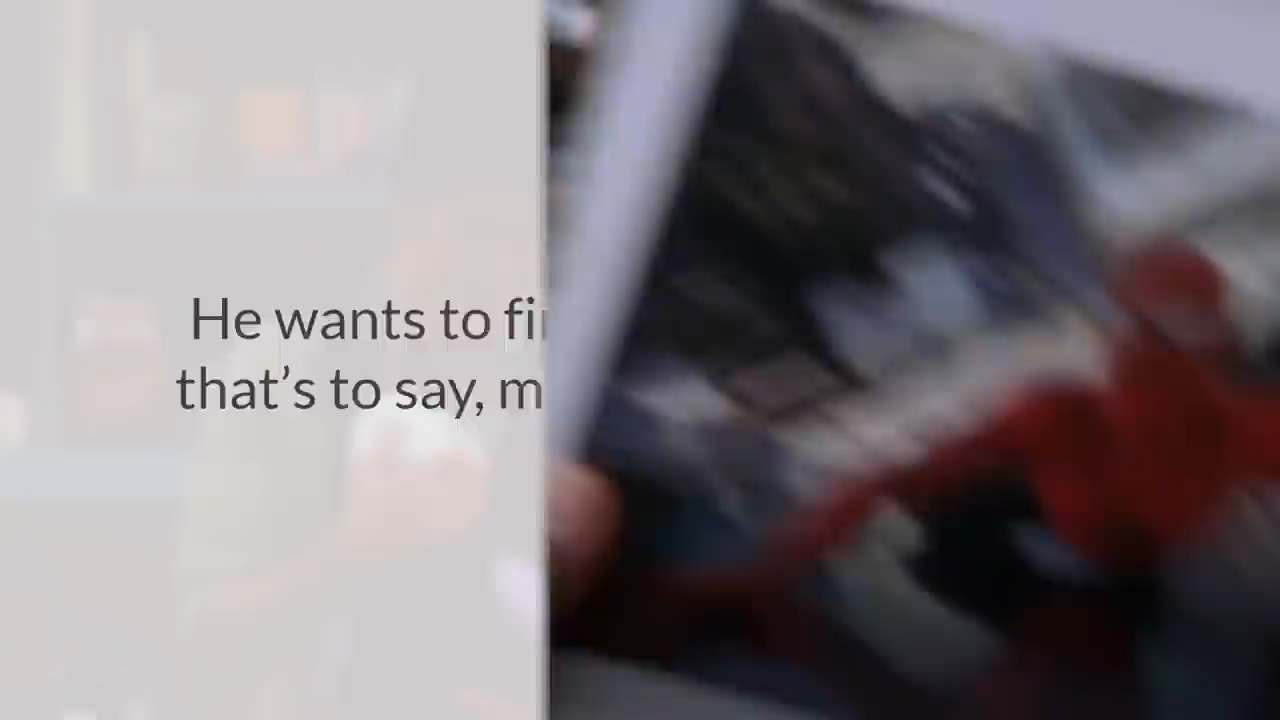 He wants to fi
that’s to say, m